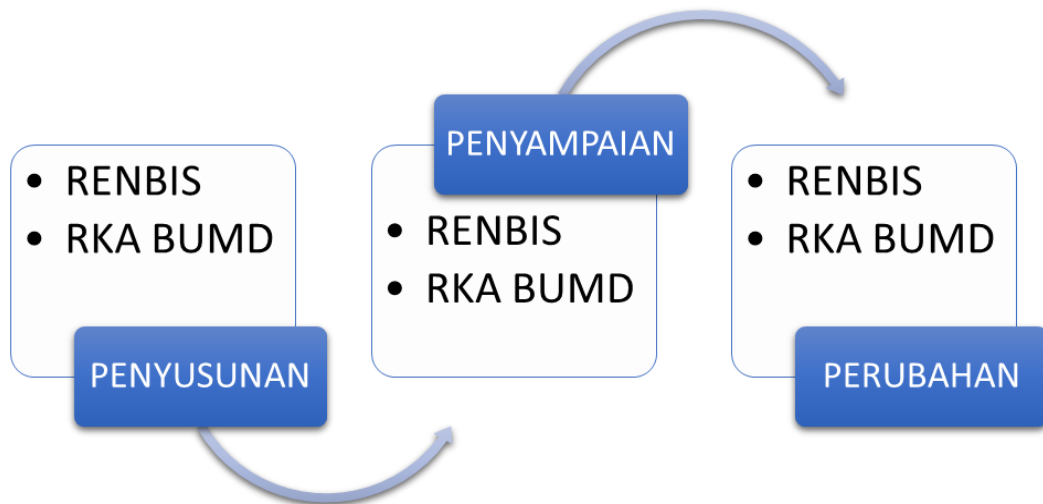 • RENBIS
• RKA BUMD
PENYUSUNAN
PENYAMPAIAN
• RENBIS
• RKA BUMD
• RENBIS
• RKA BUMD
PERUBAHAN